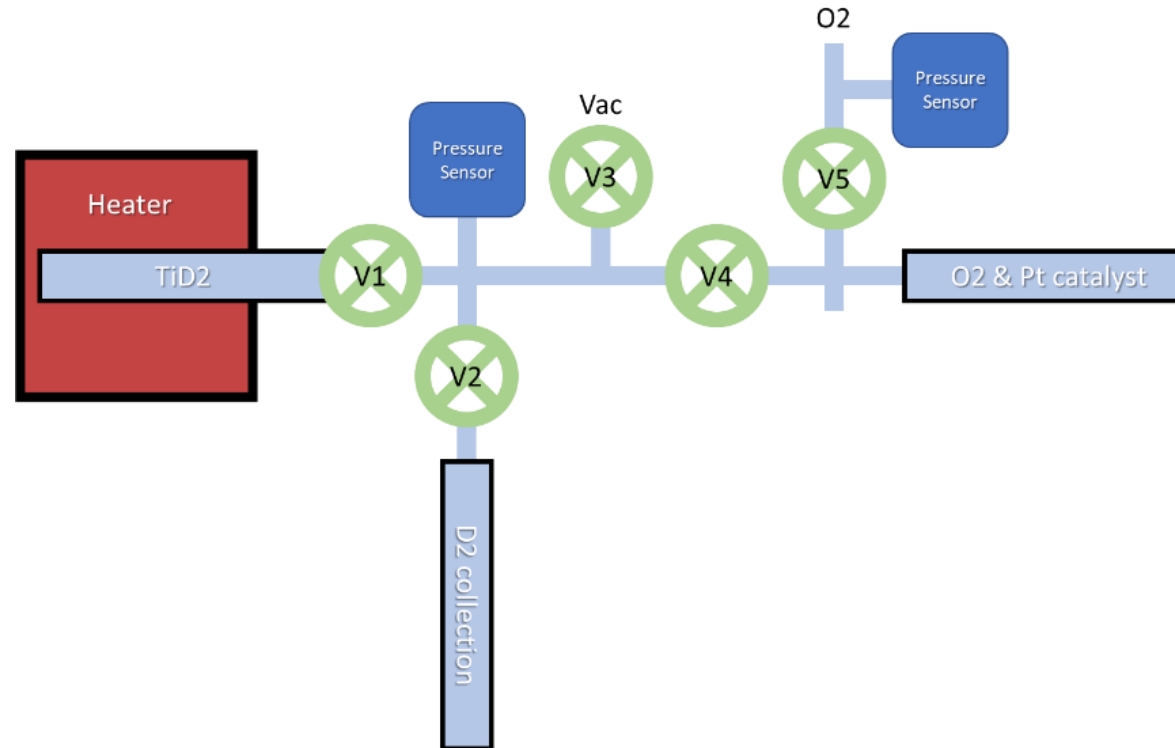 O2
Pressure
Sensor
Vac
Pressure
Sensor
V3
V5
Heater
TiD2
V1
V4
O2 & Pt catalyst
V2
D2 collection